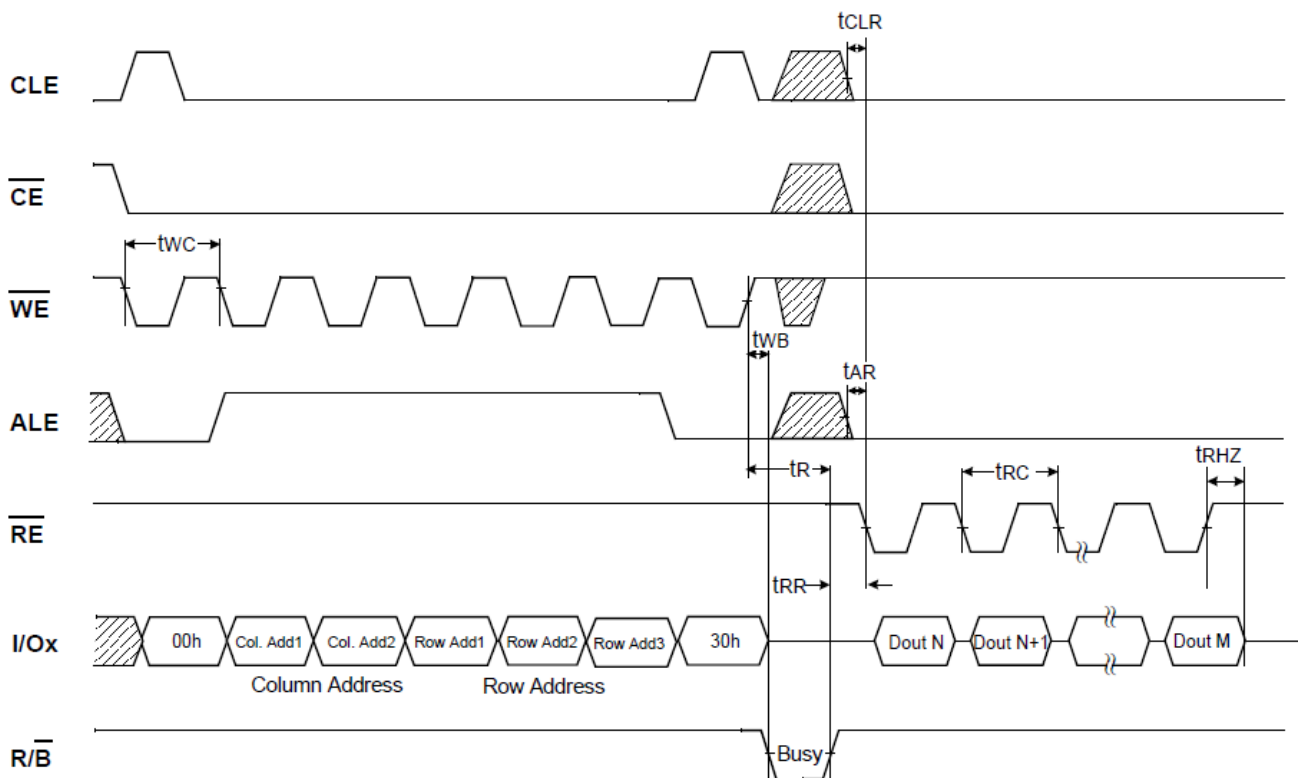 tCLR
CLE
CE
tWC
WE
tWB
tAR
ALE
tR
tRC
tRHZ
RE
tRR
I/Ox
00h
Col. Add1
Col. Add2
Row Add1
Row Add2
Row Add3
30h
Dout N
Dout N+1
Dout M
Column Address
Row Address
R/B
Busy